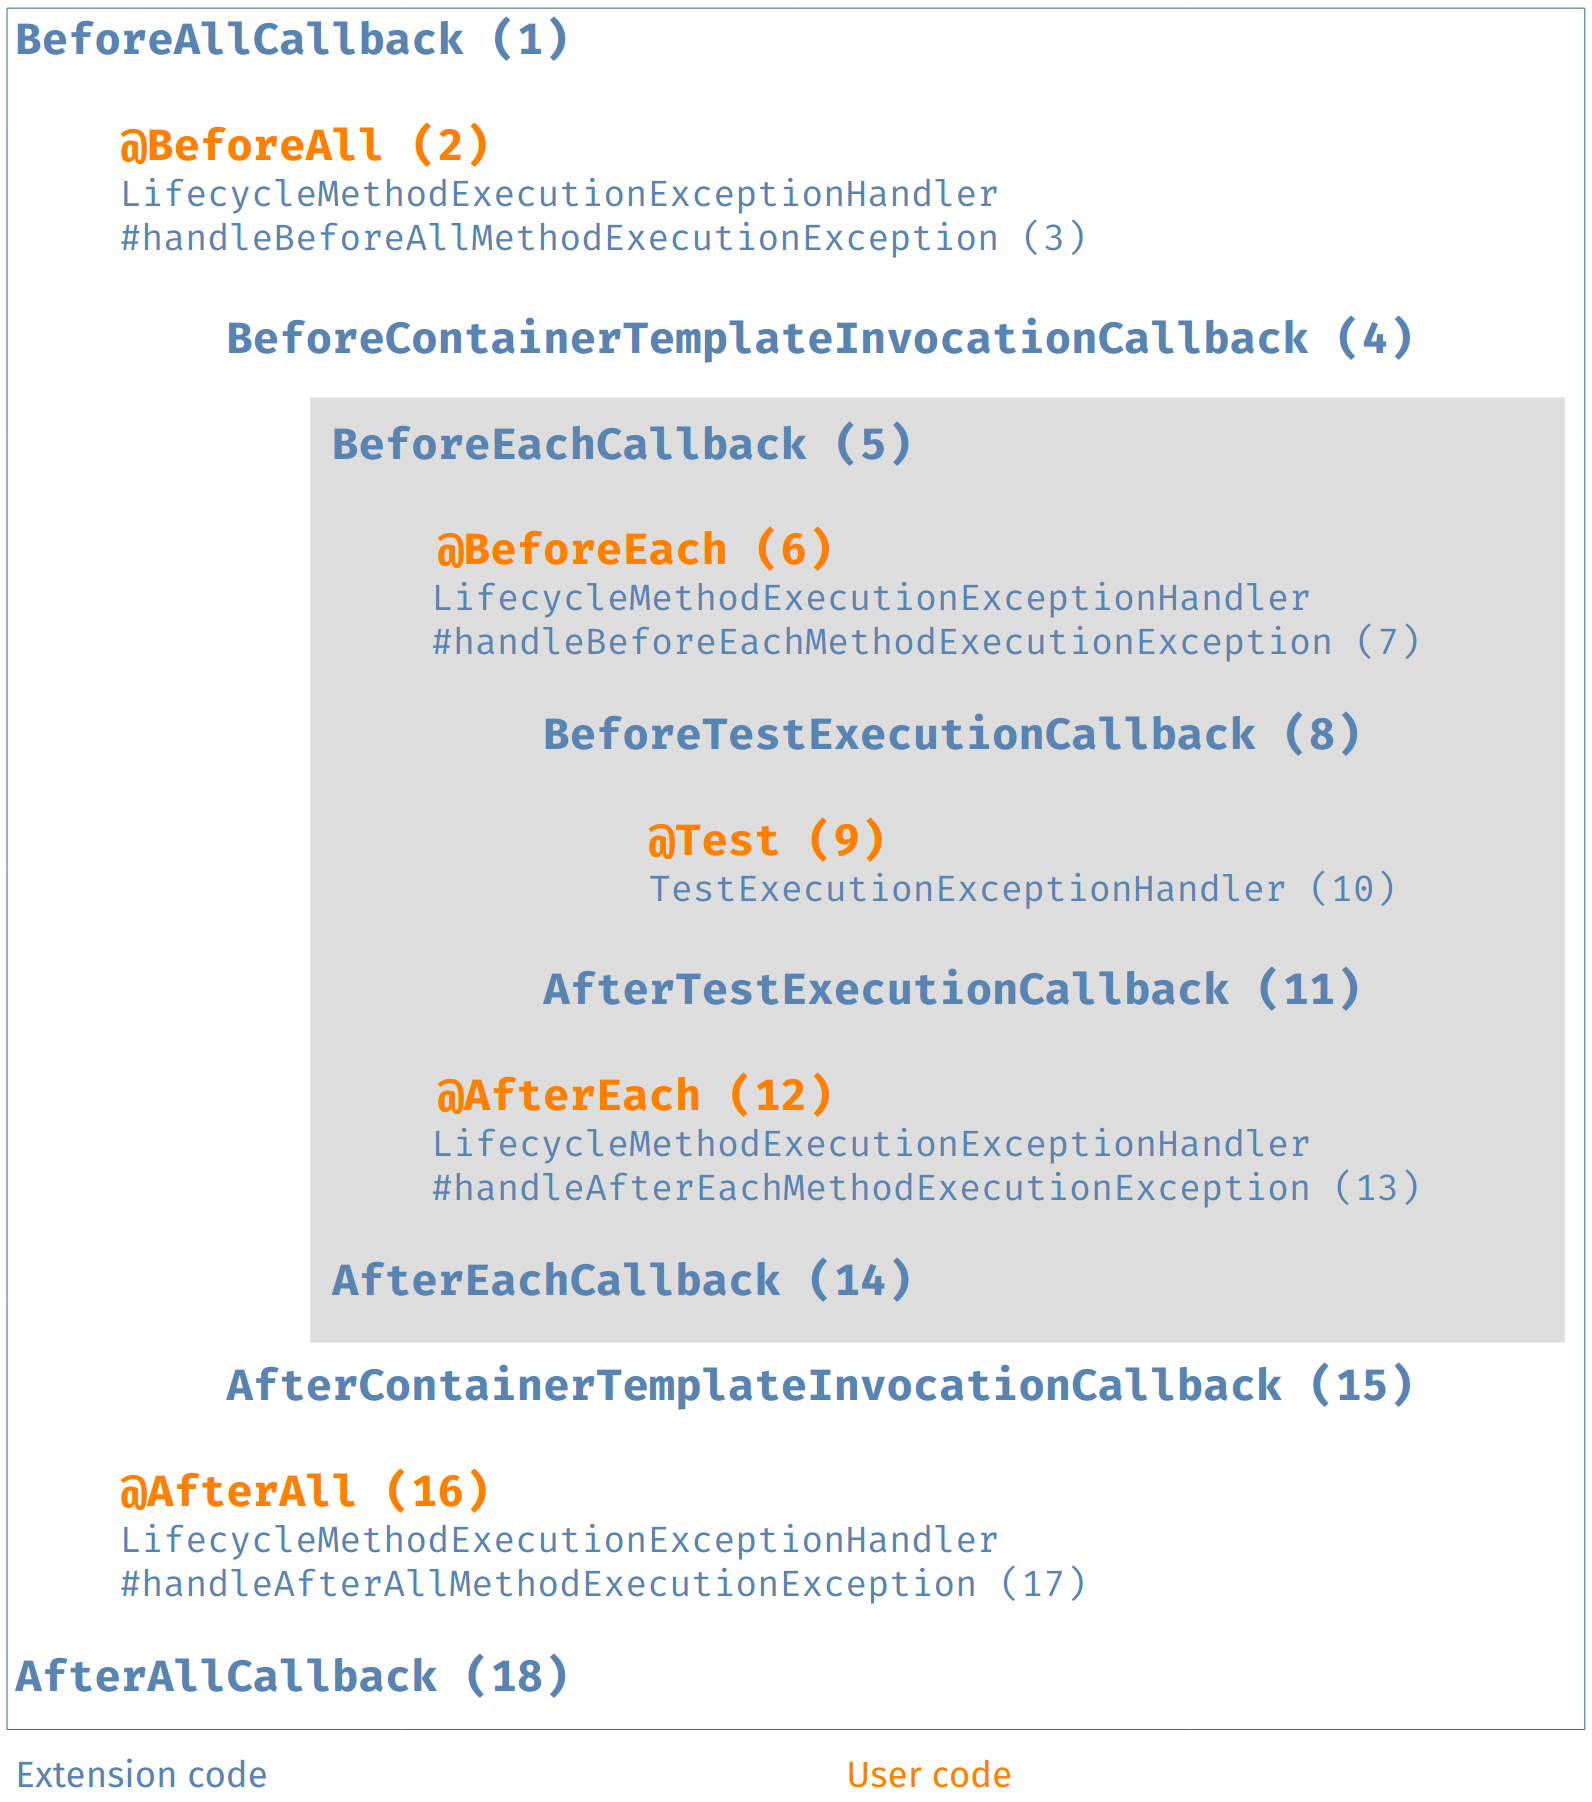 BeforeAllCallback (1)
@BeforeAll (2)
LifecycleMethodExecutionExceptionHandler
#handleBeforeAllMethodExecutionException (3)
BeforeContainerTemplateInvocationCallback (4)
BeforeEachCallback (5)
@BeforeEach (6)
LifecycleMethodExecutionExceptionHandler
#handleBeforeEachMethodExecutionException (7)
BeforeTestExecutionCallback (8)
@Test (9)
TestExecutionExceptionHandler (10)
AfterTestExecutionCallback (11)
@AfterEach (12)
LifecycleMethodExecutionExceptionHandler
#handleAfterEachMethodExecutionException (13)
AfterEachCallback (14)
AfterContainerTemplateInvocationCallback (15)
@AfterAll (16)
LifecycleMethodExecutionExceptionHandler
#handleAfterAllMethodExecutionException (17)
AfterAllCallback (18)
Extension code
User code